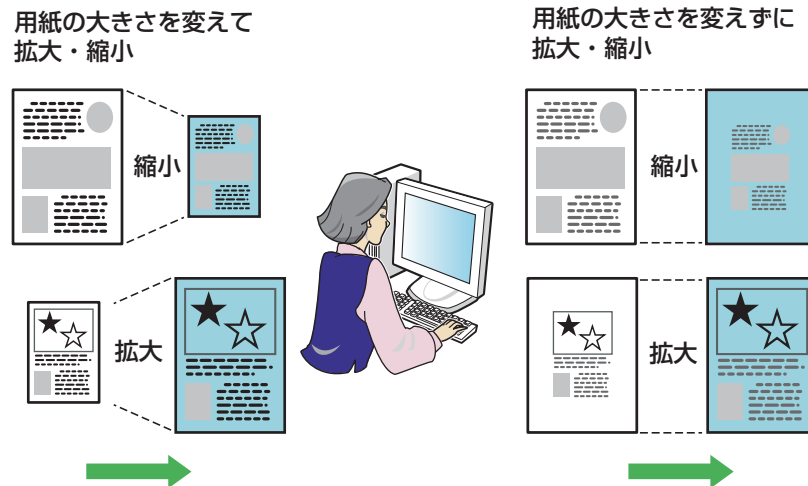 用紙の大きさを変えて
拡大・縮小
縮小
拡大
用紙の大きさを変えずに
拡大・縮小
縮小
拡大